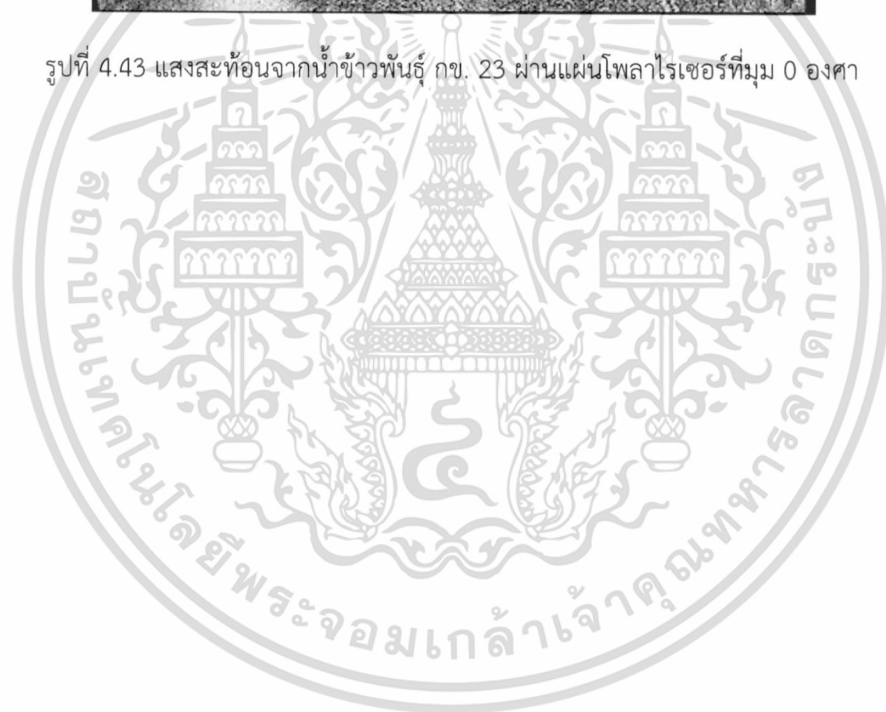 รูปที่ 4.43 แสงสะท้อนจากน้ำข้าวพันธุ์ กข. 23 ผ่านแผ่นโพลาไรเซอร์ที่มุม 0 องศา
สถาบันเทคโนโลยีพระจอมเกล้าเจ้าคุณทหารลาดกระบัง